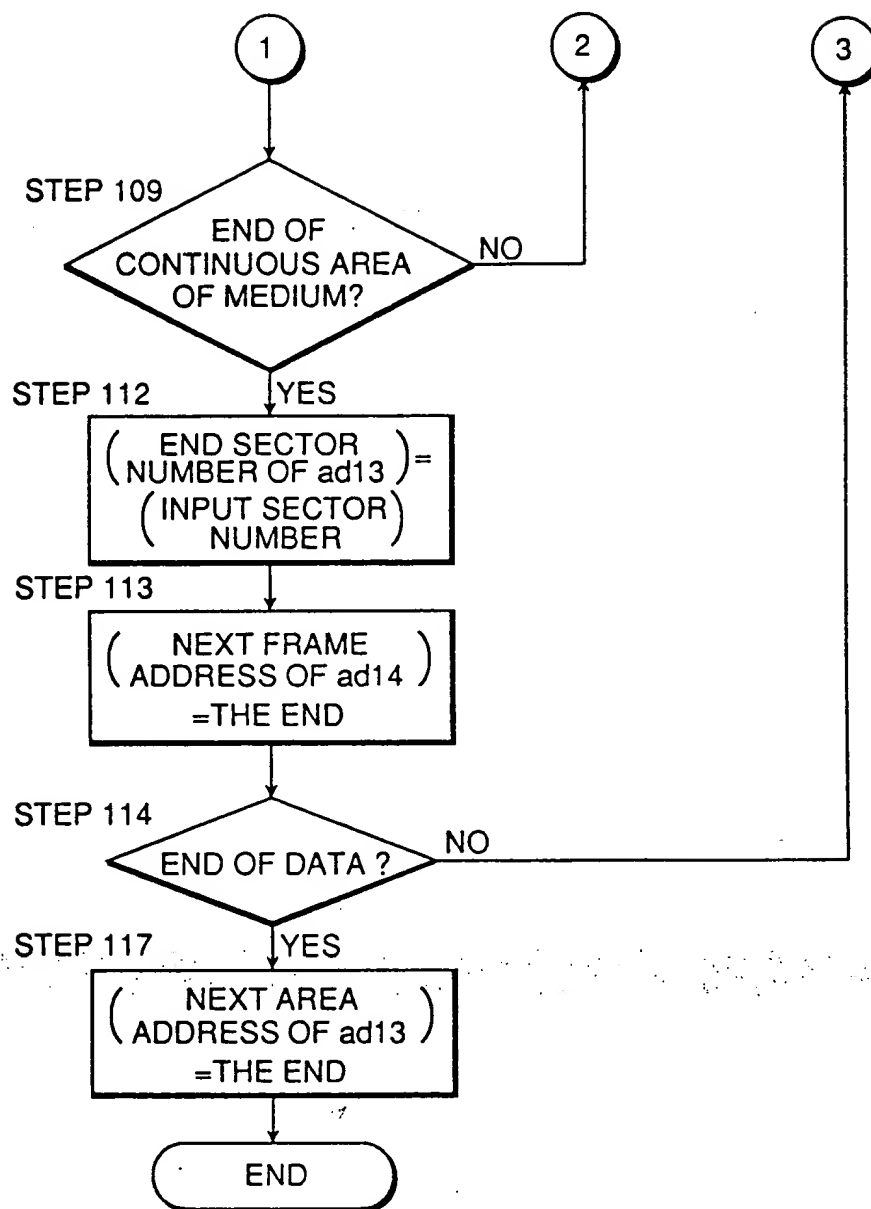 1
2
3
STEP 109
END OF
CONTINUOUS AREA
OF MEDIUM?
NO
STEP 112
YES
( END SECTOR
NUMBER OF ad13 ) =
( INPUT SECTOR
NUMBER )
STEP 113
( NEXT FRAME
ADDRESS OF ad14 )
=THE END
STEP 114
END OF DATA ?
NO
STEP 117
YES
( NEXT AREA
ADDRESS OF ad13 )
=THE END
END